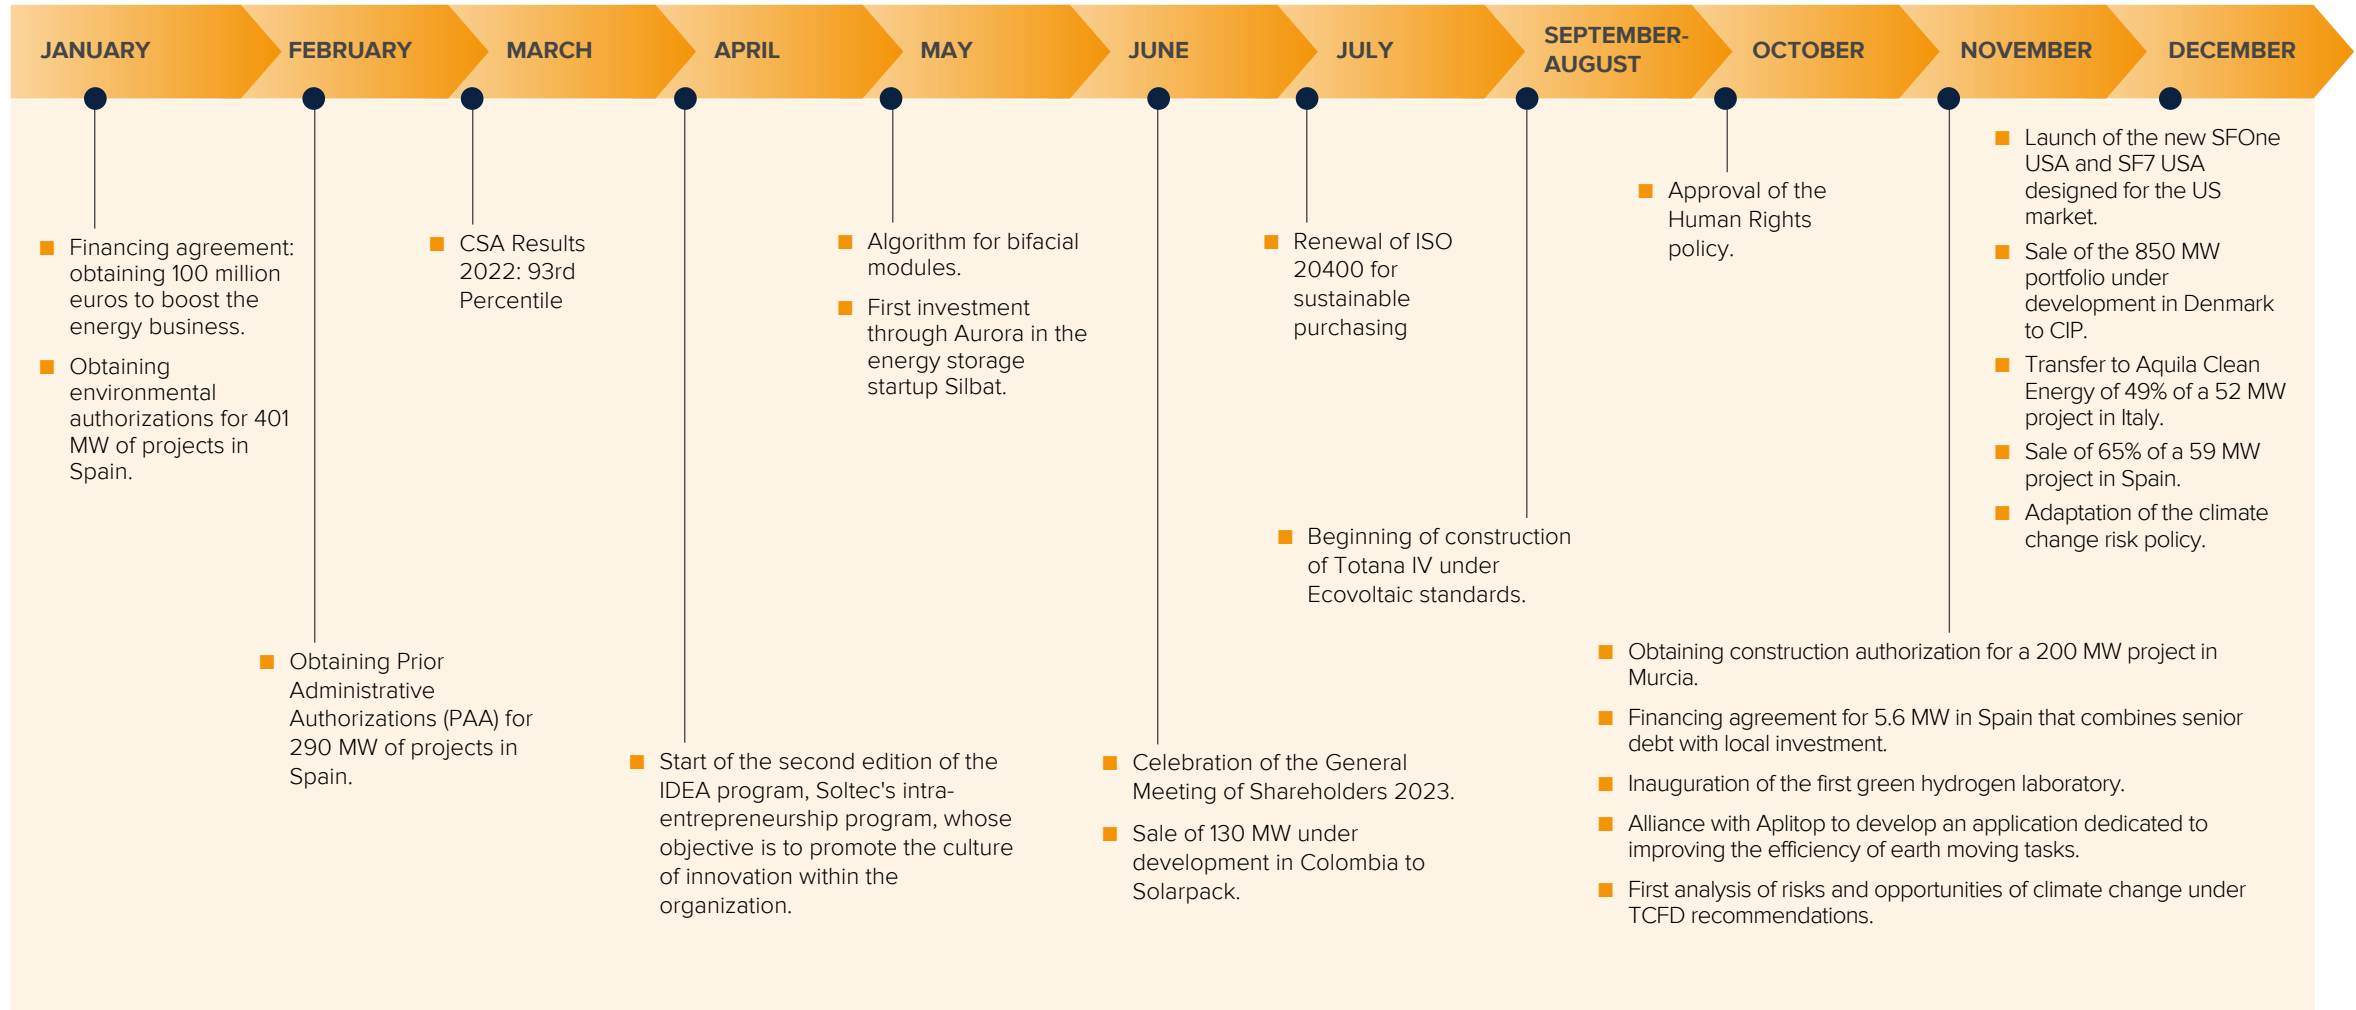 JANUARY
FEBRUARY
MARCH
APRIL
MAY
JUNE
JULY
SEPTEMBER-
AUGUST
OCTOBER
NOVEMBER
DECEMBER
Financing agreement:
obtaining 100 million
euros to boost the
energy business.
Obtaining
environmental
authorizations for 401
MW of projects in
Spain.
Obtaining Prior
Administrative
Authorizations (PAA) for
290 MW of projects in
Spain.
CSA Results
2022: 93rd
Percentile
Start of the second edition of the
IDEA program, Soltec's intra-
entrepreneurship program, whose
objective is to promote the culture
of innovation within the
organization.
Algorithm for bifacial
modules.
First investment
through Aurora in the
energy storage
startup Silbat.
Celebration of the General
Meeting of Shareholders 2023.
Sale of 130 MW under
development in Colombia to
Solarpack.
Renewal of ISO
20400 for
sustainable
purchasing
Beginning of construction
of Totana IV under
Ecovoltaic standards.
Approval of the
Human Rights
policy.
Obtaining construction authorization for a 200 MW project in
Murcia.
Financing agreement for 5.6 MW in Spain that combines senior
debt with local investment.
Inauguration of the first green hydrogen laboratory.
Alliance with Aplitop to develop an application dedicated to
improving the efficiency of earth moving tasks.
First analysis of risks and opportunities of climate change under
TCFD recommendations.
Launch of the new SFOne
USA and SF7 USA
designed for the US
market.
Sale of the 850 MW
portfolio under
development in Denmark
to CIP.
Transfer to Aquila Clean
Energy of 49% of a 52 MW
project in Italy.
Sale of 65% of a 59 MW
project in Spain.
Adaptation of the climate
change risk policy.